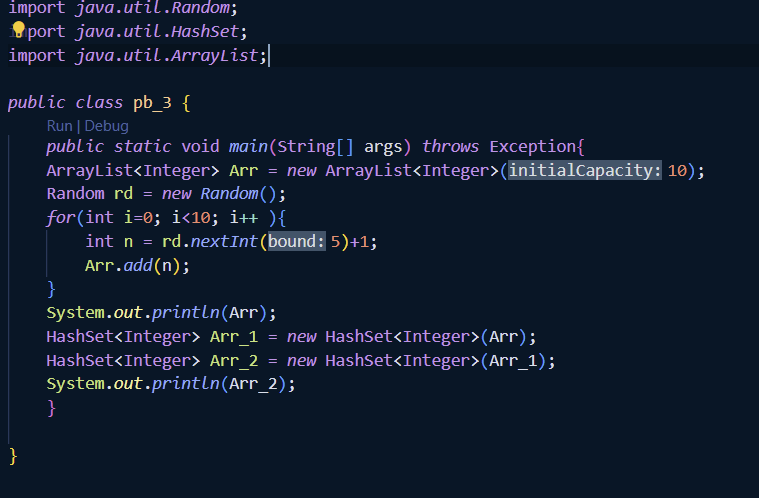 import java.util.Random;
import java.util.HashSet;
import java.util.ArrayList;
public class pb_3 {
Run | Debug
public static void main(String[] args) throws Exception{
ArrayList<Integer> Arr = new ArrayList<Integer>(initialCapacity: 10);
Random rd = new Random();
for(int i=0; i<10; i++ ){
int n = rd.nextInt(bound: 5)+1;
Arr.add(n);
}
System.out.println(Arr);
HashSet<Integer> Arr_1 = new HashSet<Integer>(Arr);
HashSet<Integer> Arr_2 = new HashSet<Integer>(Arr_1);
System.out.println(Arr_2);
}
}